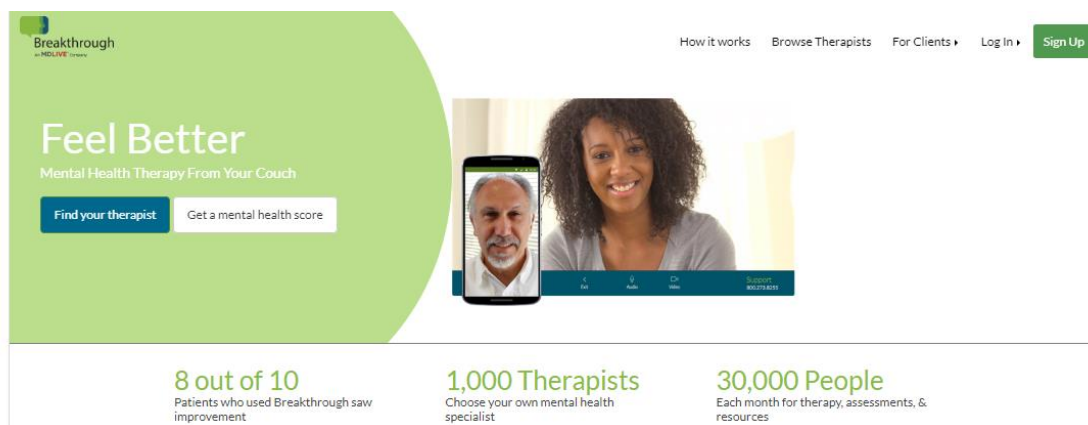 Breakthrough
an MDLIVE Company
How it works Browse Therapists For Clients Log In Sign Up
Feel Better
Mental Health Therapy From Your Couch
Find your therapist Get a mental health score
Exit Audio Video Support
800.273.8255
8 out of 10
Patients who used Breakthrough saw
improvement
1,000 Therapists
Choose your own mental health
specialist
30,000 People
Each month for therapy, assessments, &
resources